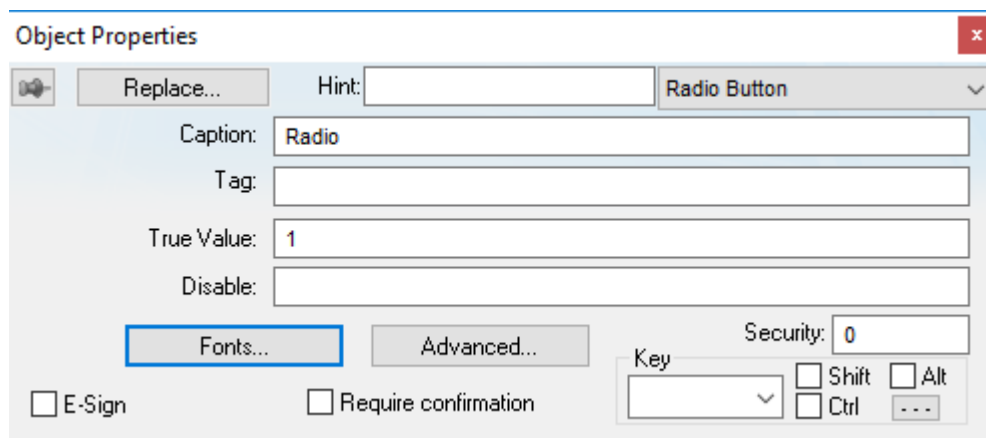 Object Properties x
Replace... Hint: Radio Button
Caption: Radio
Tag:
True Value: 1
Disable:
Fonts... Advanced... Security: 0
Key
Shift Alt
E-Sign Require confirmation Ctrl ...